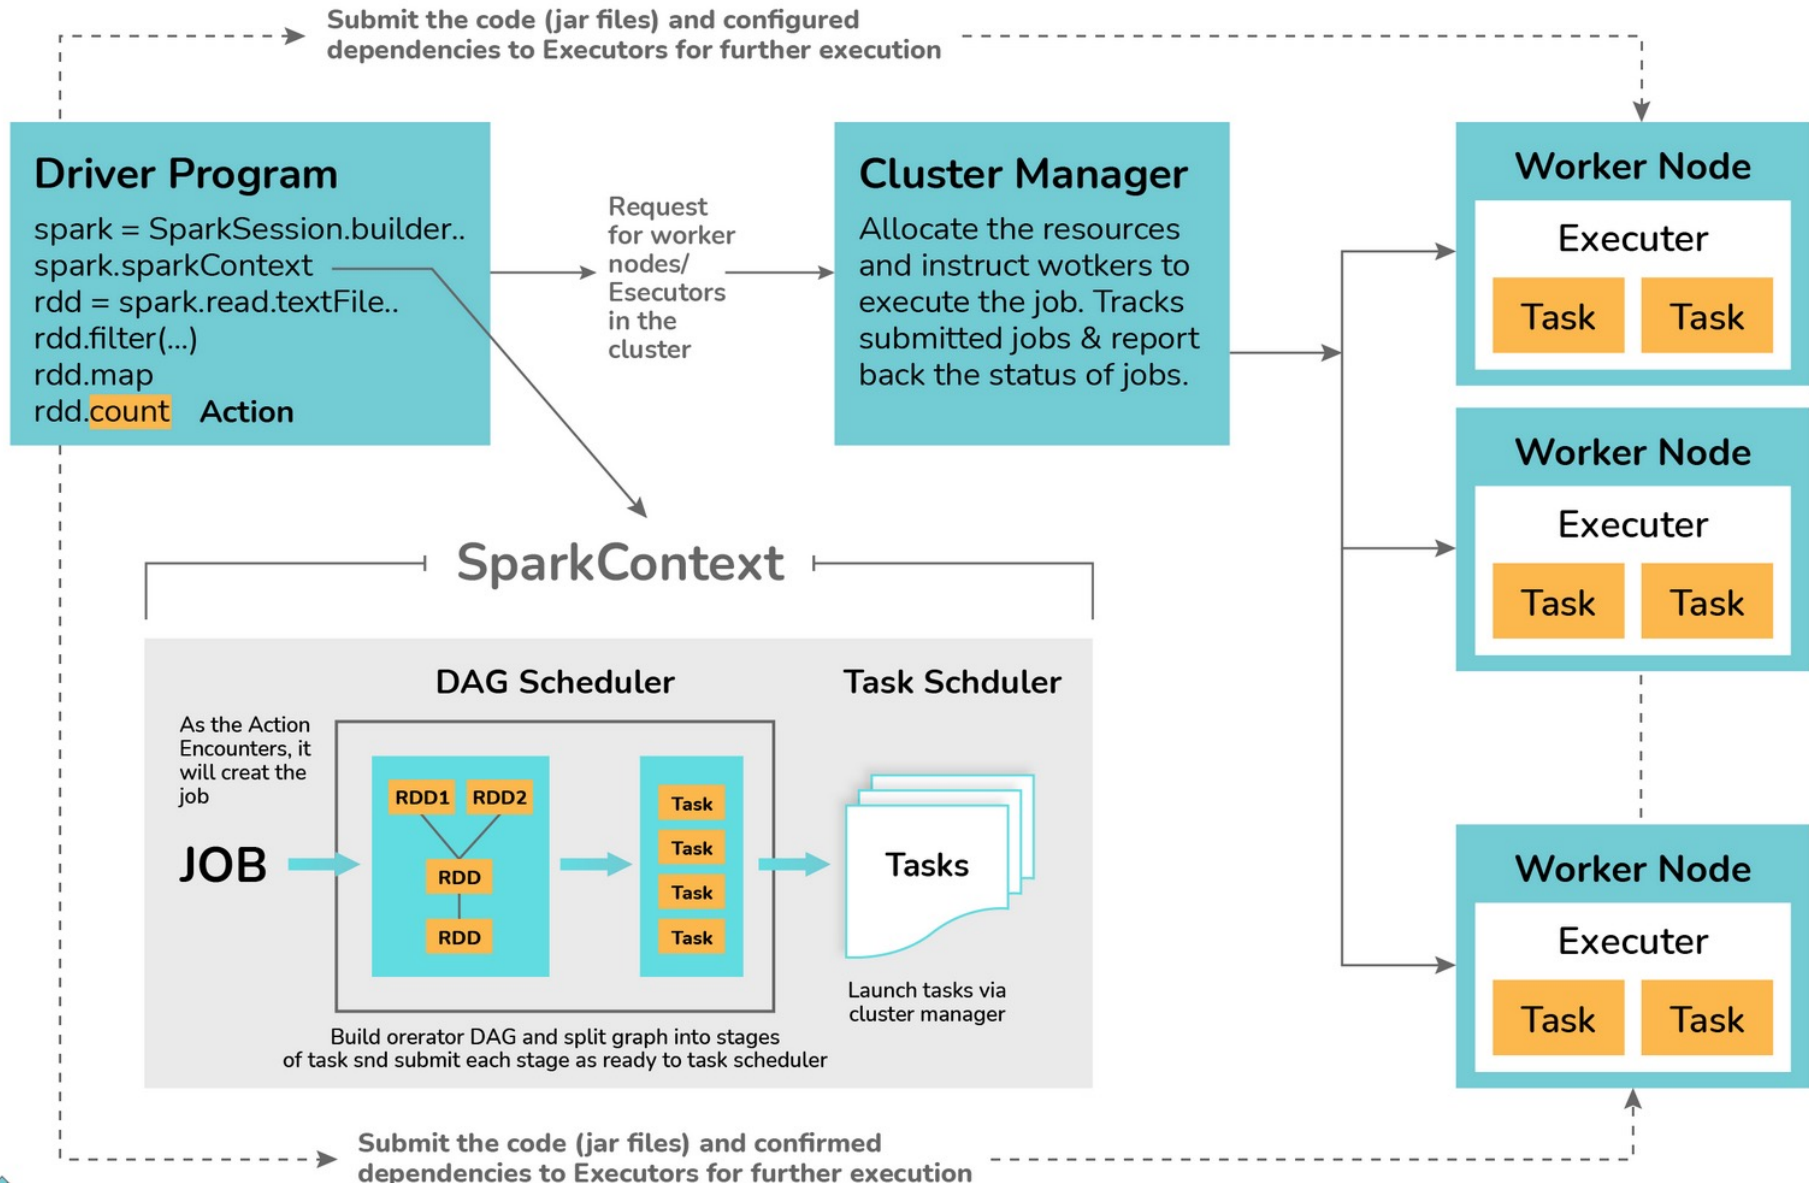 Submit the code (jar files) and configured
dependencies to Executors for further execution
Driver Program
spark = SparkSession.builder..
spark.sparkContext
rdd = spark.read.textFile..
rdd.filter(...)
rdd.map
rdd.count Action
Request
for worker
nodes/
Esecutors
in the
cluster
Cluster Manager
Allocate the resources
and instruct wotkers to
execute the job. Tracks
submitted jobs & report
back the status of jobs.
Worker Node
Executer
Task Task
Worker Node
Executer
Task Task
Worker Node
Executer
Task Task
SparkContext
DAG Scheduler
Task Schduler
As the Action
Encounters, it
will creat the
job
JOB
RDD1 RDD2
RDD
RDD
Task
Task
Task
Task
Tasks
Launch tasks via
cluster manager
Build orerator DAG and split graph into stages
of task snd submit each stage as ready to task scheduler
Submit the code (jar files) and confirmed
dependencies to Executors for further execution